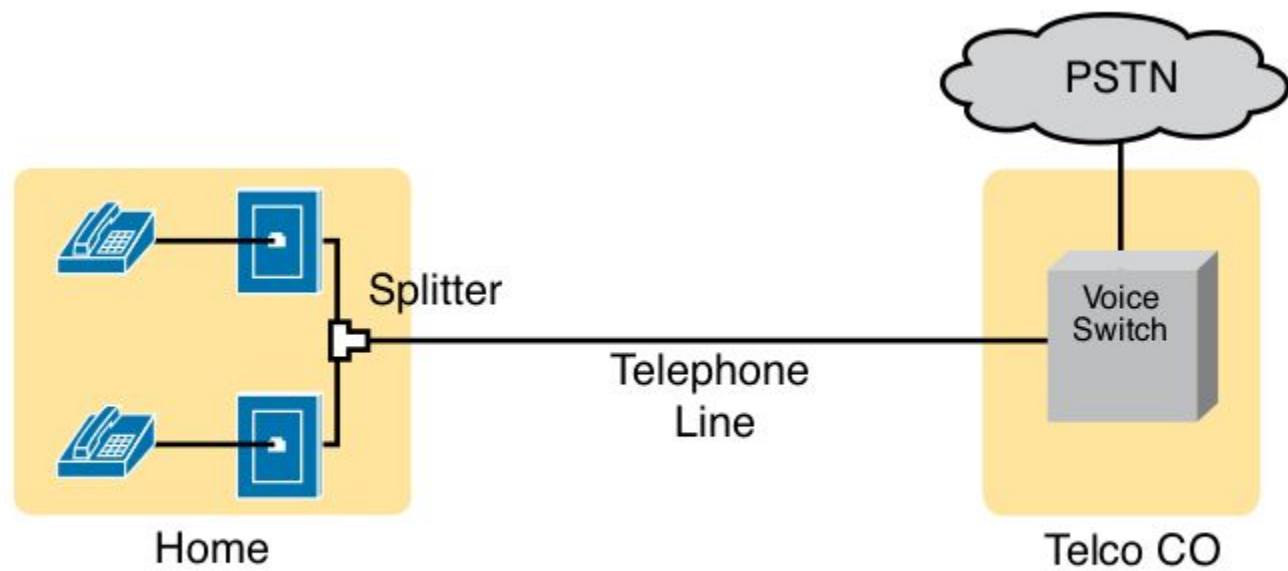 PSTN
Splitter
Voice
Switch
Telephone
Line
Home
Telco CO